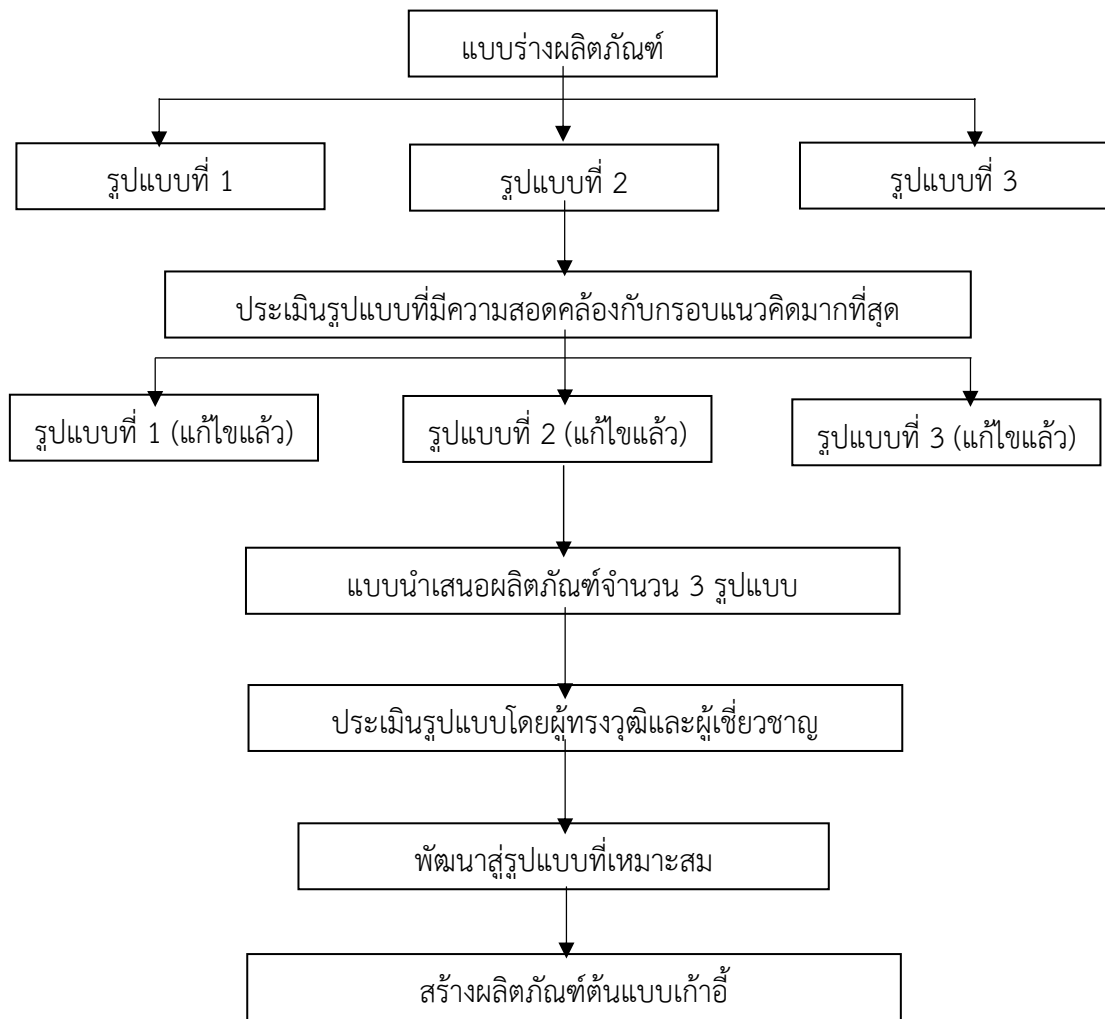 แบบร่างผลิตภัณฑ์
รูปแบบที่ 1
รูปแบบที่ 2
รูปแบบที่ 3
ประเมินรูปแบบที่มีความสอดคล้องกับกรอบแนวคิดมากที่สุด
รูปแบบที่ 1 (แก้ไขแล้ว)
รูปแบบที่ 2 (แก้ไขแล้ว)
รูปแบบที่ 3 (แก้ไขแล้ว)
แบบนำเสนอผลิตภัณฑ์จำนวน 3 รูปแบบ
ประเมินรูปแบบโดยผู้ทรงวุฒิและผู้เชี่ยวชาญ
พัฒนาสู่รูปแบบที่เหมาะสม
สร้างผลิตภัณฑ์ต้นแบบเก้าอี้